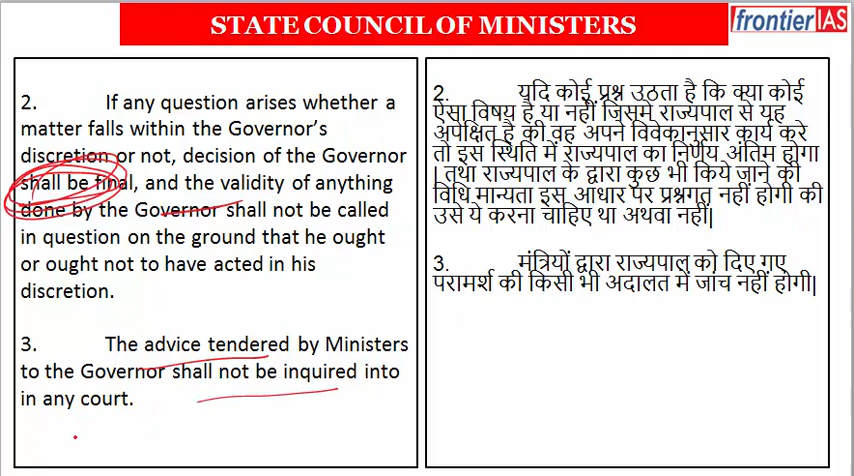 STATE COUNCIL OF MINISTERS
frontier IAS
2. If any question arises whether a
matter falls within the Governor's
discretion or not, decision of the Governor
shall be final, and the validity of anything
done by the Governor shall not be called
in question on the ground that he ought
or ought not to have acted in his
discretion.
3. The advice tendered by Ministers
to the Governor shall not be inquired into
in any court.
2. यदि कोई प्रश्न उठता है कि क्या कोई
ऐसा विषय है या नहीं जिसमे राज्यपाल से यह
अपेक्षित है की वह अपने विवेकानुसार कार्य करे
तो इस स्थिति में राज्यपाल का निर्णय अंतिम होगा
| तथा राज्यपाल के द्वारा कुछ भी किये जाने की
विधि मान्यता इस आधार पर प्रश्नगत नहीं होगी की
उसे ये करना चाहिए था अथवा नहीं|
3. मंत्रियों द्वारा राज्यपाल को दिए गए
परामर्श की किसी भी अदालत में जांच नहीं होगी|